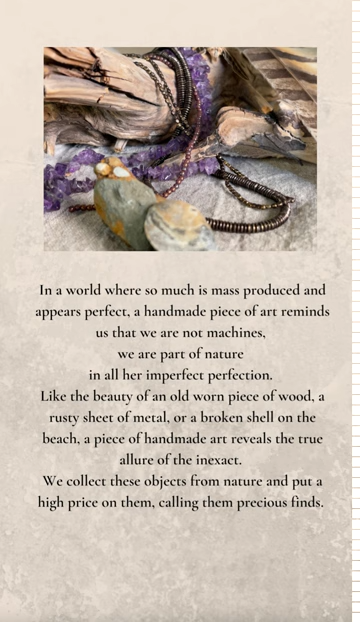 In a world where so much is mass produced and
appears perfect, a handmade piece of art reminds
us that we are not machines,
we are part of nature
in all her imperfect perfection.
Like the beauty of an old worn piece of wood, a
rusty sheet of metal, or a broken shell on the
beach, a piece of handmade art reveals the true
allure of the inexact.
We collect these objects from nature and put a
high price on them, calling them precious finds.